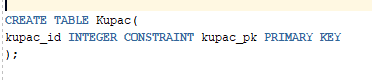 CREATE TABLE Kupac(
kupac_id INTEGER CONSTRAINT kupac_pk PRIMARY KEY
);